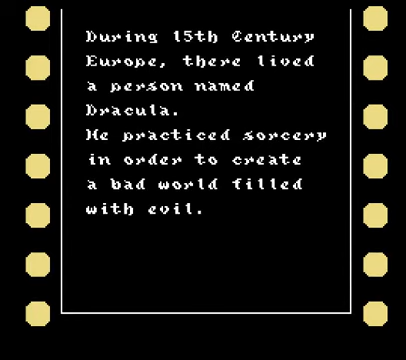 During 15th Century
Europe, there lived
a person named
Dracula.
He practiced sorcery
in order to create
a bad world filled
with evil.